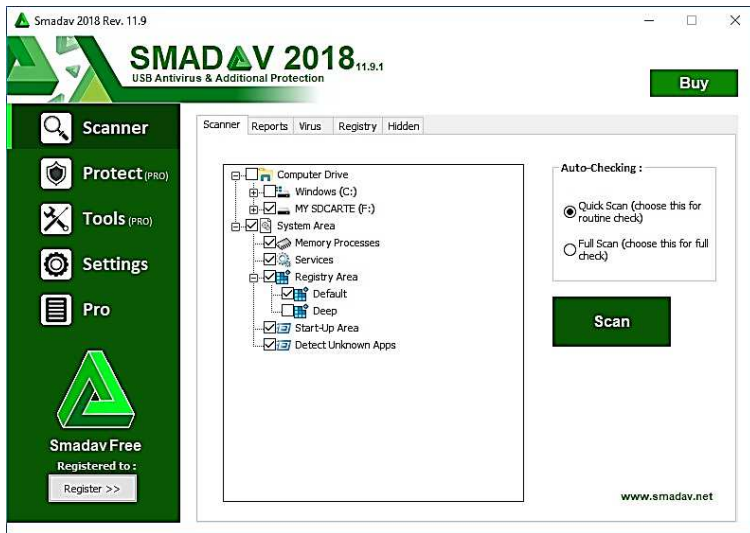 Smadav 2018 Rev. 11.9
SMADAV 2018 11.9.1
USB Antivirus & Additional Protection
Buy
Scanner
Protect (PRO)
Tools (PRO)
Settings
Pro
Smadav Free
Registered to :
Register >>
Scanner Reports Virus Registry Hidden
Computer Drive
Windows (C:)
MY SDCARTE (F:)
System Area
Memory Processes
Services
Registry Area
Default
Deep
Start-Up Area
Detect Unknown Apps
Auto-Checking :
Quick Scan (choose this for
routine check)
Full Scan (choose this for full
check)
Scan
www.smadav.net